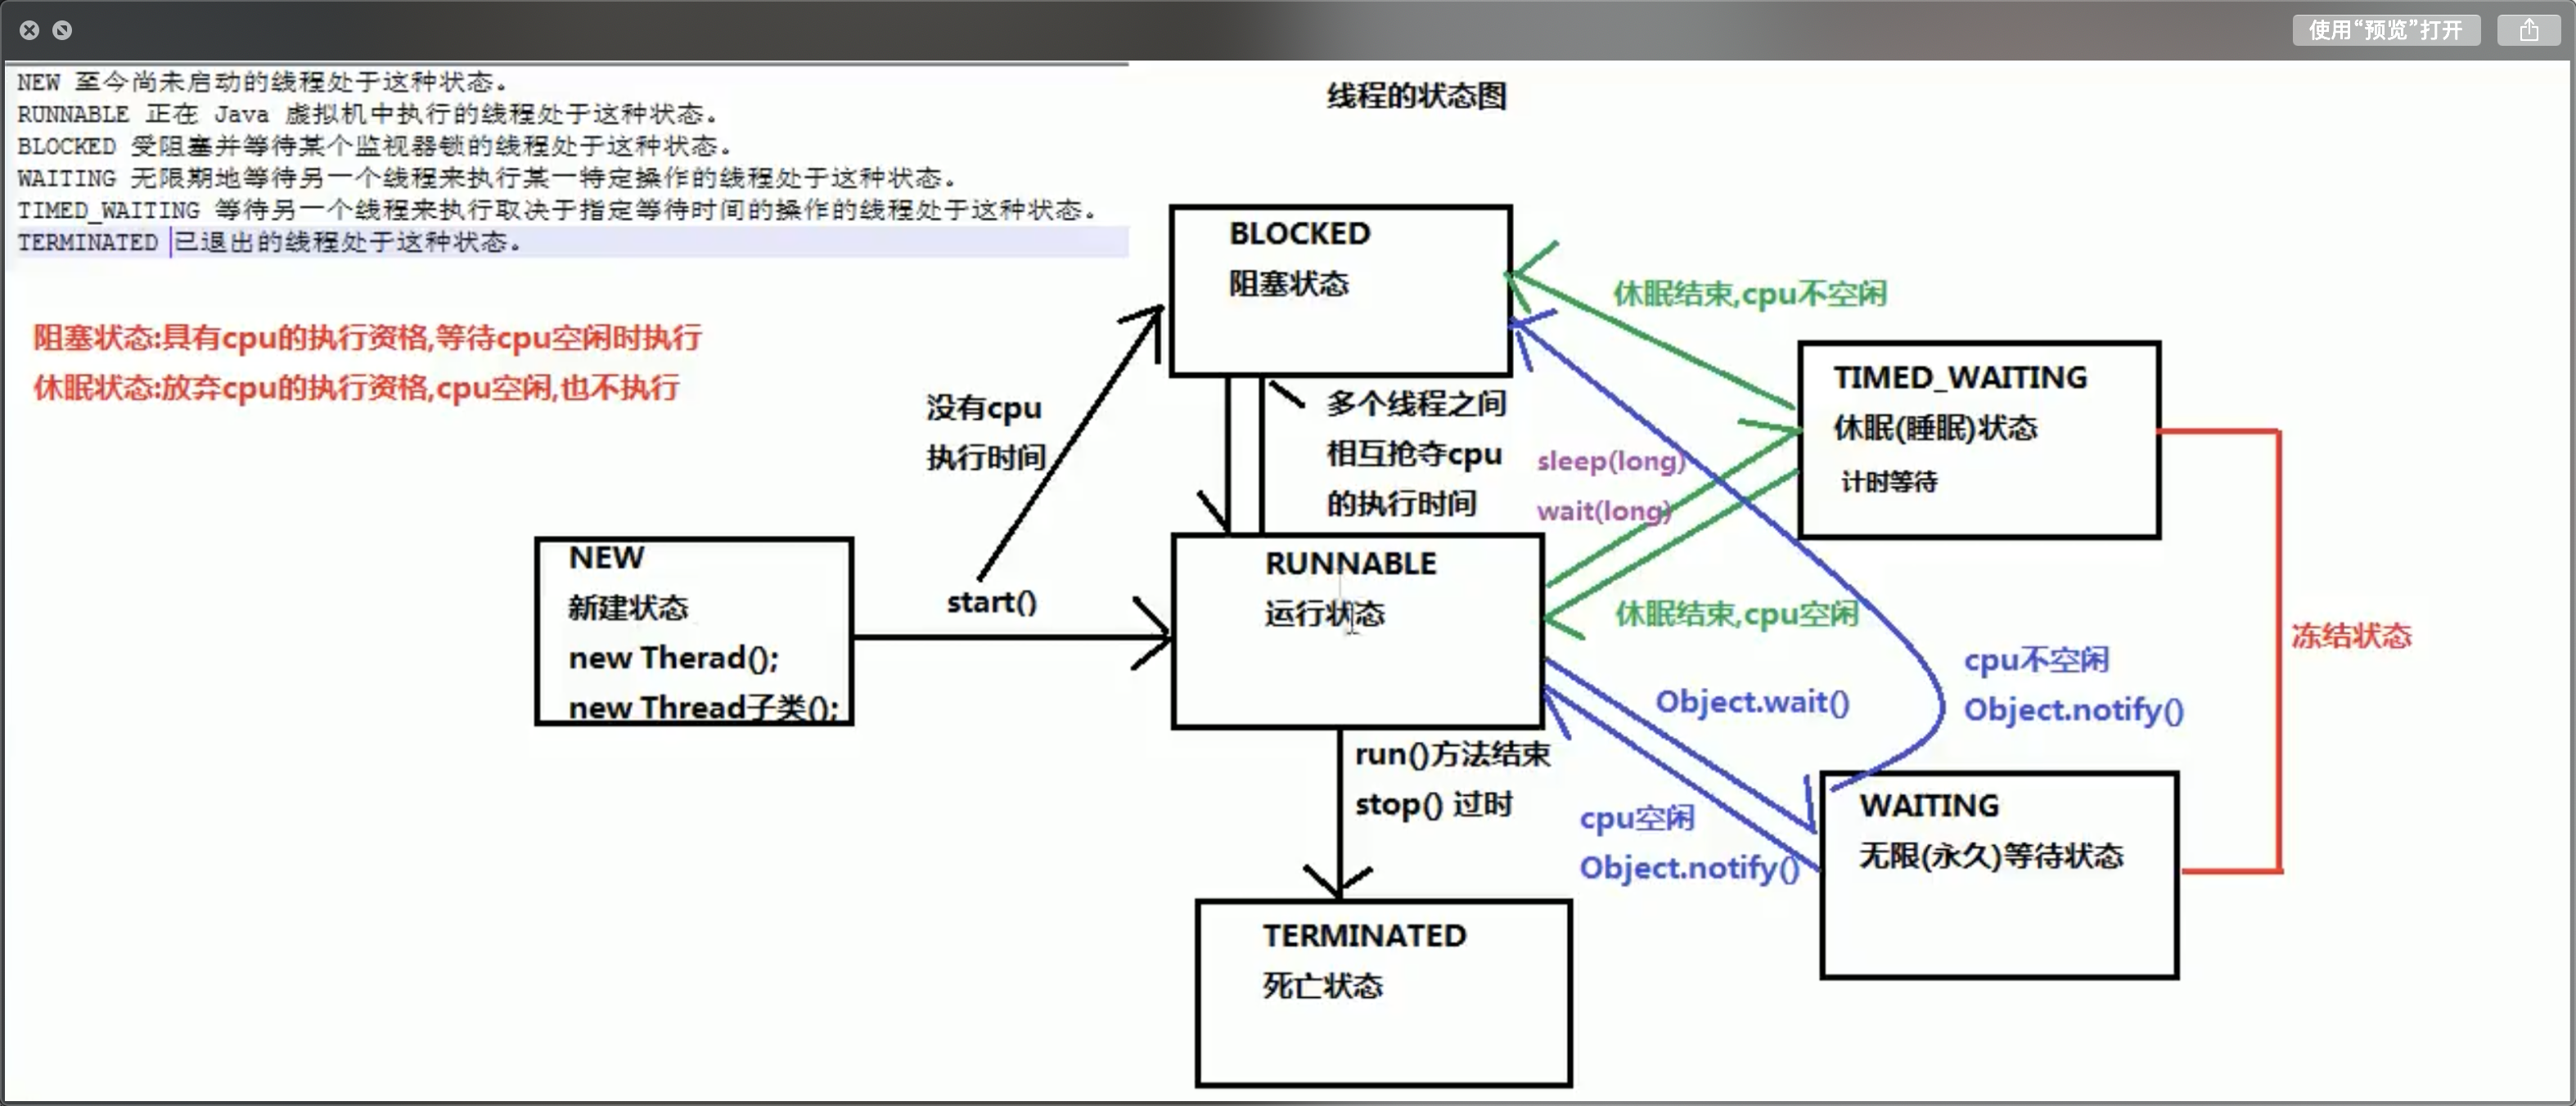 使用“预览”打开
NEW 至今尚未启动的线程处于这种状态。
RUNNABLE 正在 Java 虚拟机中执行的线程处于这种状态。
BLOCKED 受阻塞并等待某个监视器锁的线程处于这种状态。
WAITING 无限期地等待另一个线程来执行某一特定操作的线程处于这种状态。
TIMED_WAITING 等待另一个线程来执行取决于指定等待时间的操作的线程处于这种状态。
TERMINATED 已退出的线程处于这种状态。
线程的状态图
阻塞状态:具有cpu的执行资格,等待cpu空闲时执行
休眠状态:放弃cpu的执行资格,cpu空闲,也不执行
BLOCKED
阻塞状态
休眠结束,cpu不空闲
没有cpu
执行时间
多个线程之间
相互抢夺cpu
的执行时间
sleep(long)
wait(long)
TIMED_WAITING
休眠(睡眠)状态
计时等待
NEW
新建状态
new Therad();
new Thread子类();
start()
RUNNABLE
运行状态
休眠结束,cpu空闲
冻结状态
cpu不空闲
Object.notify()
Object.wait()
run()方法结束
stop() 过时
cpu空闲
Object.notify()
WAITING
无限(永久)等待状态
TERMINATED
死亡状态